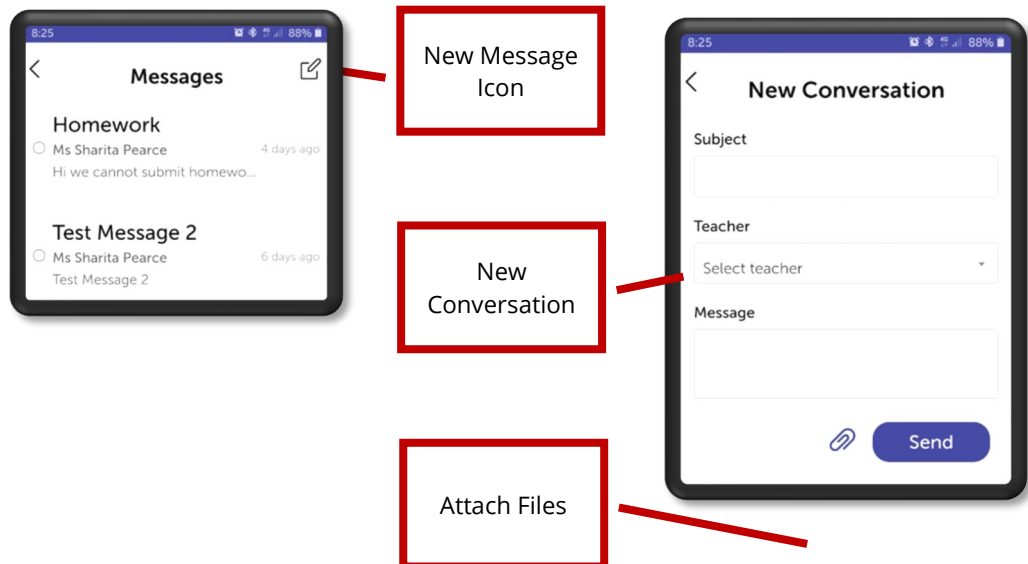 8:25
88%
Messages
Homework
Ms Sharita Pearce 4 days ago
Hi we cannot submit homewo...
Test Message 2
Ms Sharita Pearce 6 days ago
Test Message 2
New Message
Icon
New
Conversation
Attach Files
8:25
88%
New Conversation
Subject
Teacher
Select teacher
Message
Send